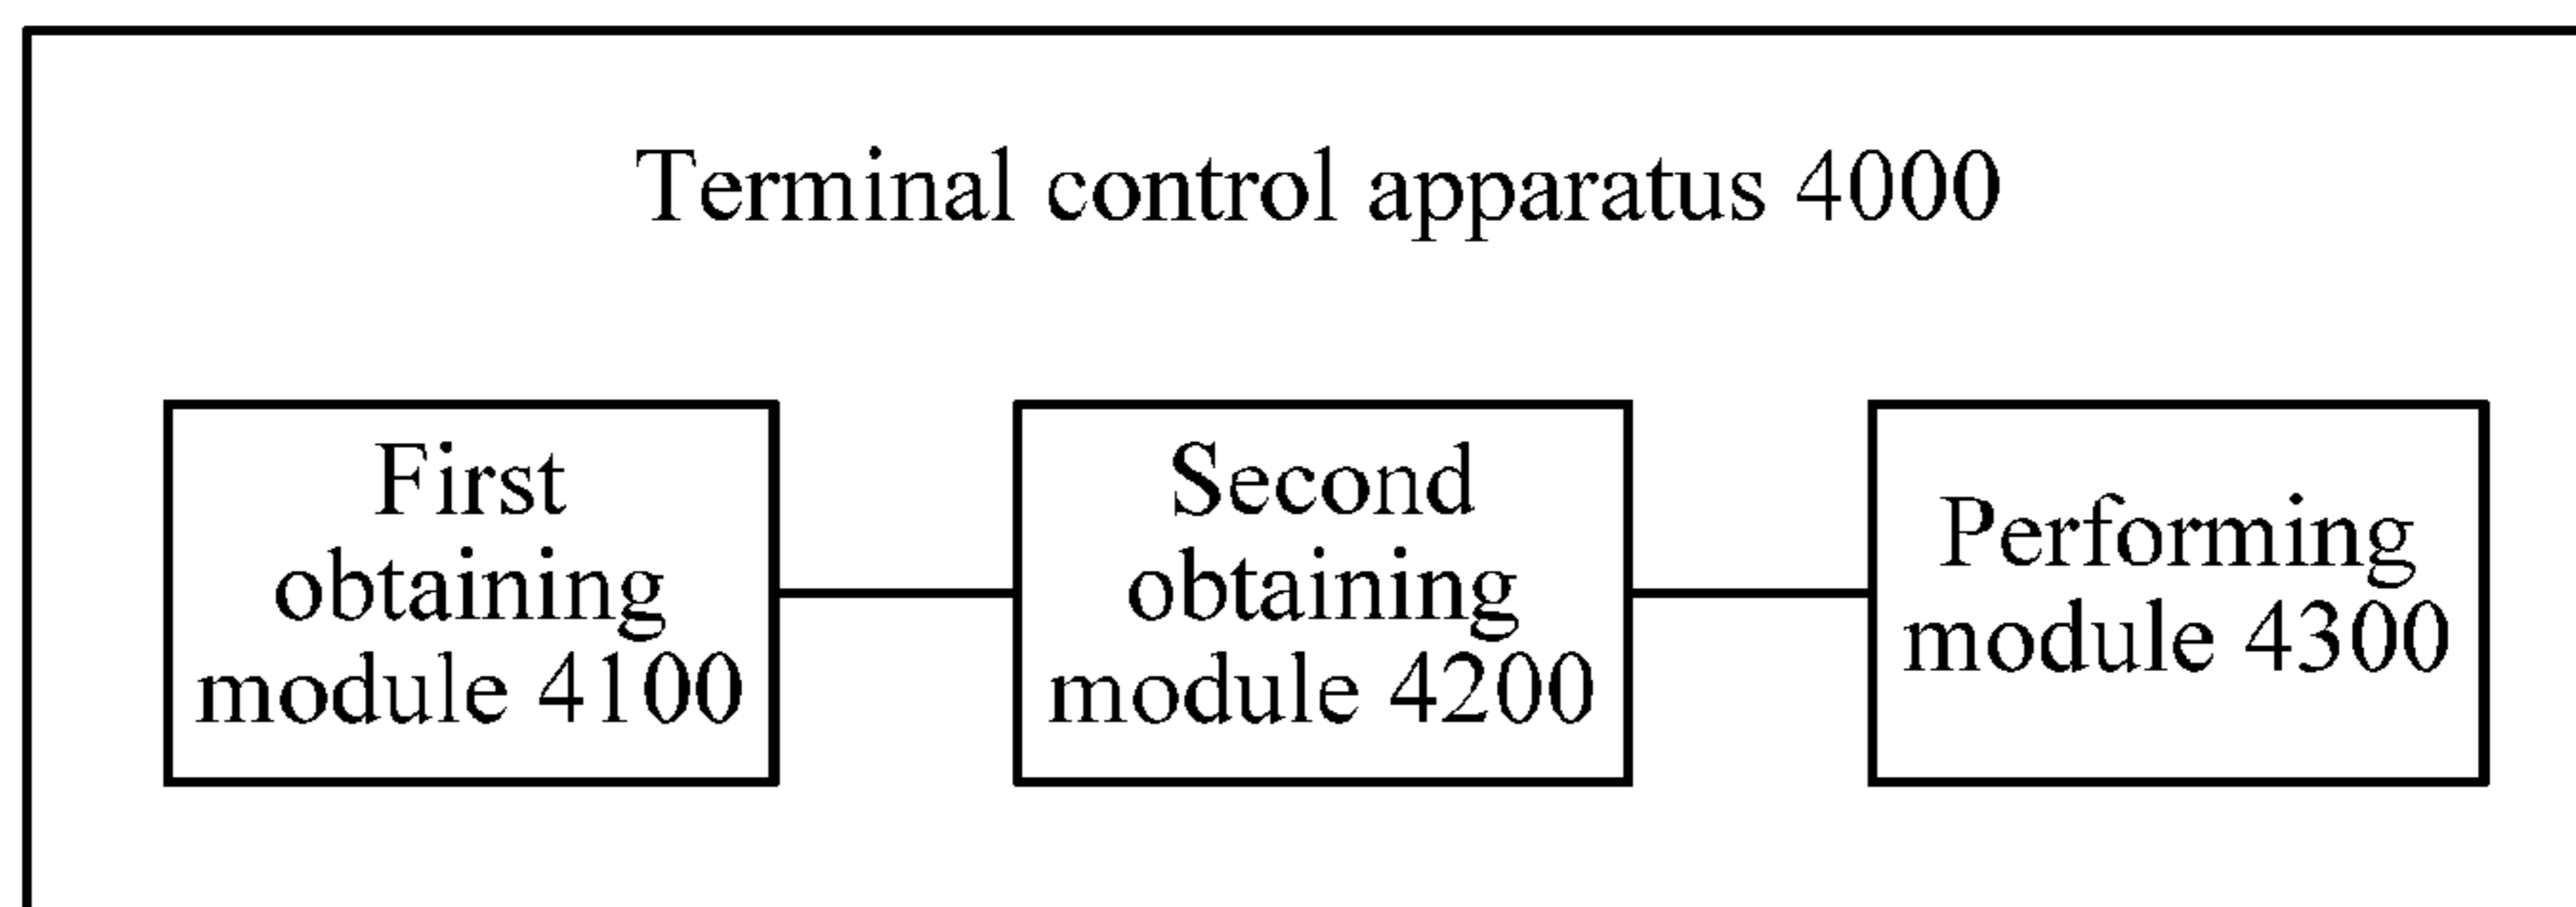 Terminal control apparatus 4000
First
obtaining
module 4100
Second
obtaining
module 4200
Performing
module 4300